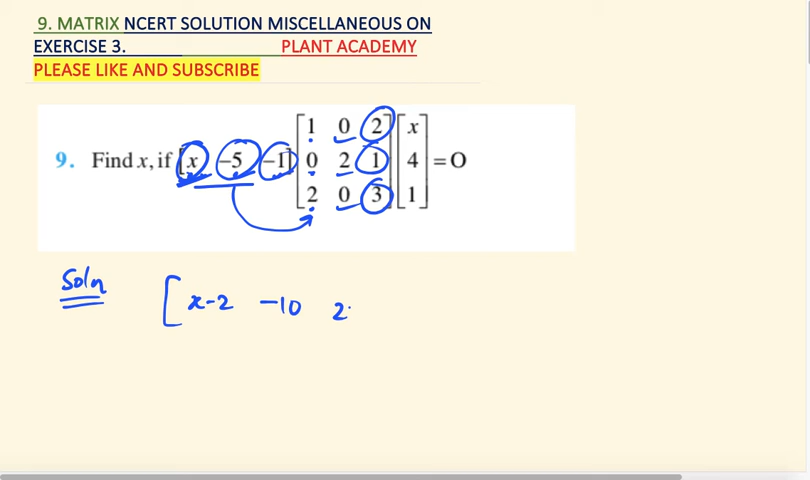 9. MATRIX NCERT SOLUTION MISCELLANEOUS ON
EXERCISE 3. PLANT ACADEMY
PLEASE LIKE AND SUBSCRIBE
9. Find x, if [x -5 -1] [1 0 2; 0 2 1; 2 0 3] [x; 4; 1] = O
Soln [x-2 -10 2